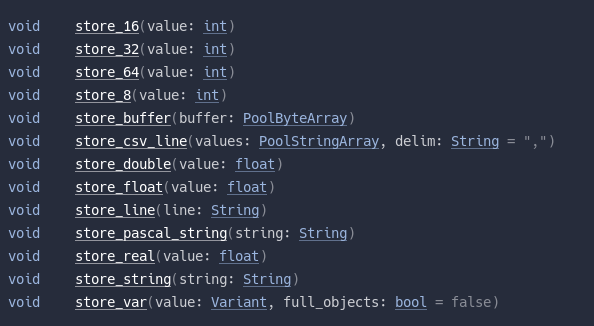 void store_16(value: int)
void store_32(value: int)
void store_64(value: int)
void store_8(value: int)
void store_buffer(buffer: PoolByteArray)
void store_csv_line(values: PoolStringArray, delim: String = ",")
void store_double(value: float)
void store_float(value: float)
void store_line(line: String)
void store_pascal_string(string: String)
void store_real(value: float)
void store_string(string: String)
void store_var(value: Variant, full_objects: bool = false)